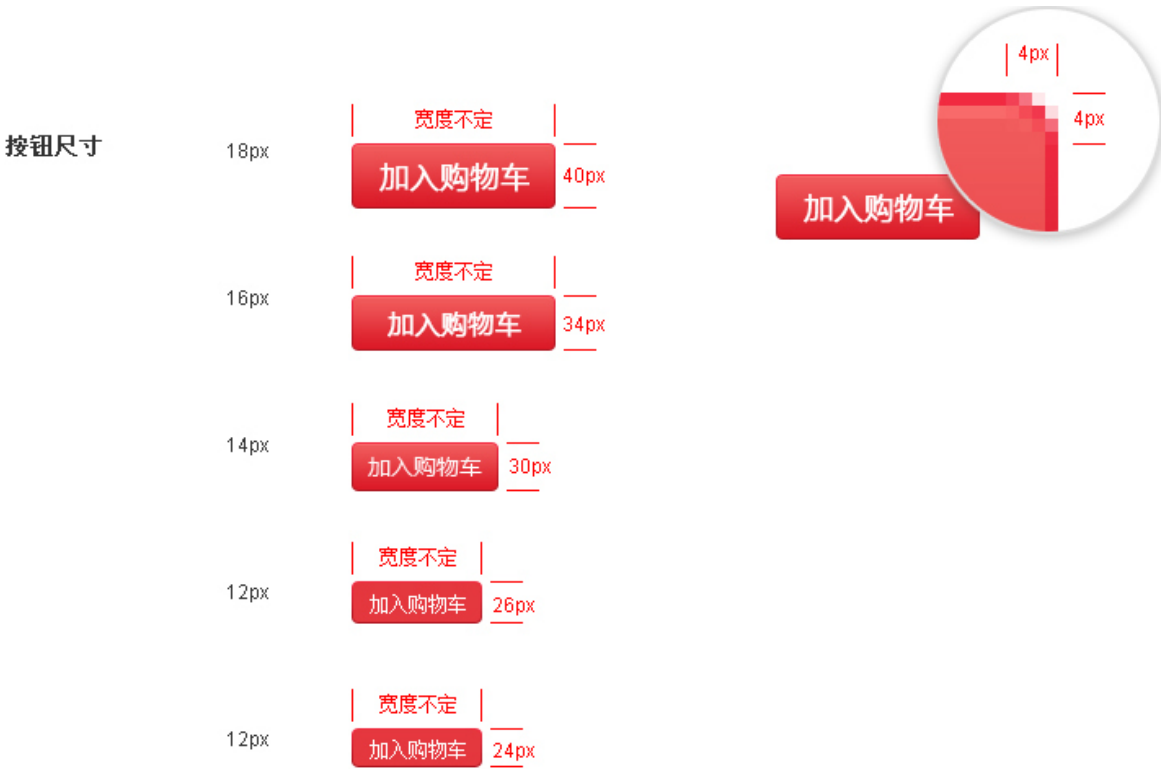 4px
4px
按钮尺寸
18px
宽度不定
加入购物车
40px
加入购物车
16px
宽度不定
加入购物车
34px
14px
宽度不定
加入购物车
30px
12px
宽度不定
加入购物车
26px
12px
宽度不定
加入购物车
24px